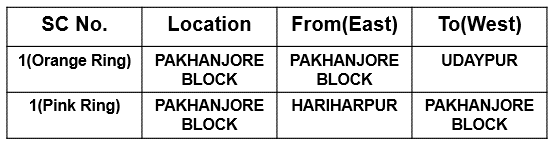 SC No. Location From(East) To(West)
1(Orange Ring) PAKHANJORE BLOCK PAKHANJORE BLOCK UDAYPUR
1(Pink Ring) PAKHANJORE BLOCK HARIHARPUR PAKHANJORE BLOCK